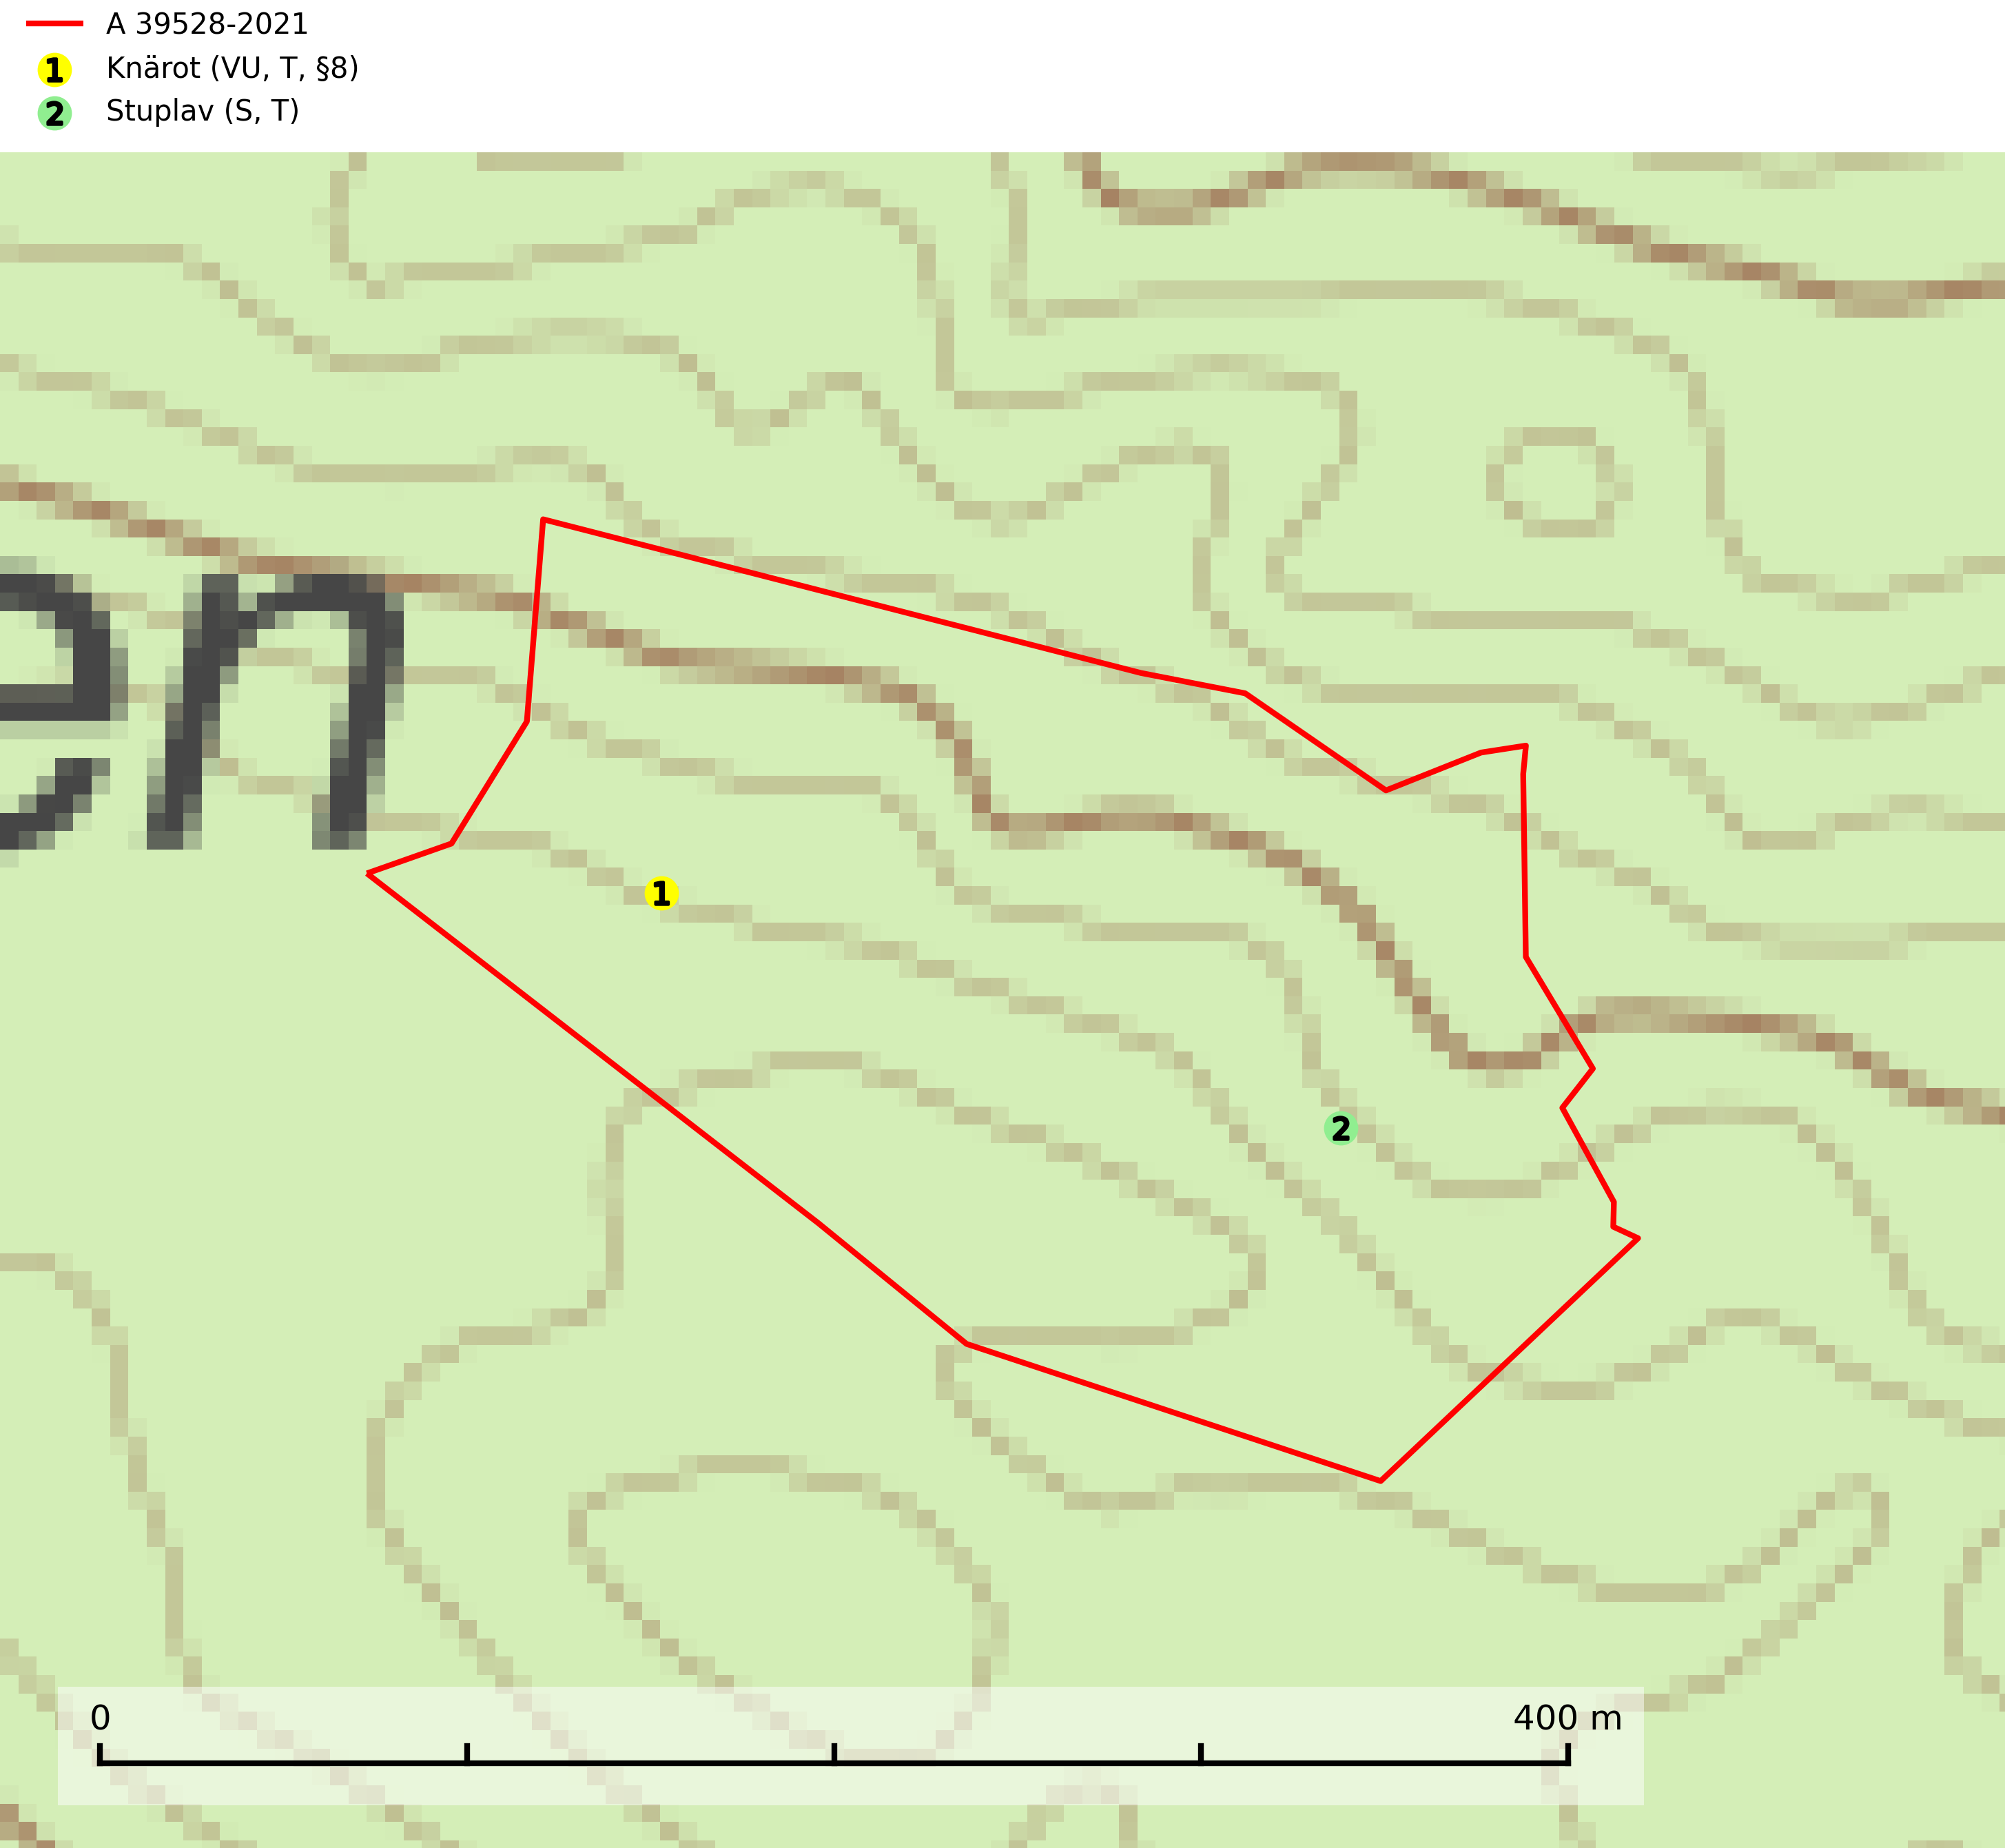 A 39528-2021
1 Knärot (VU, T, §8)
2 Stuplav (S, T)
1
2
0 400 m